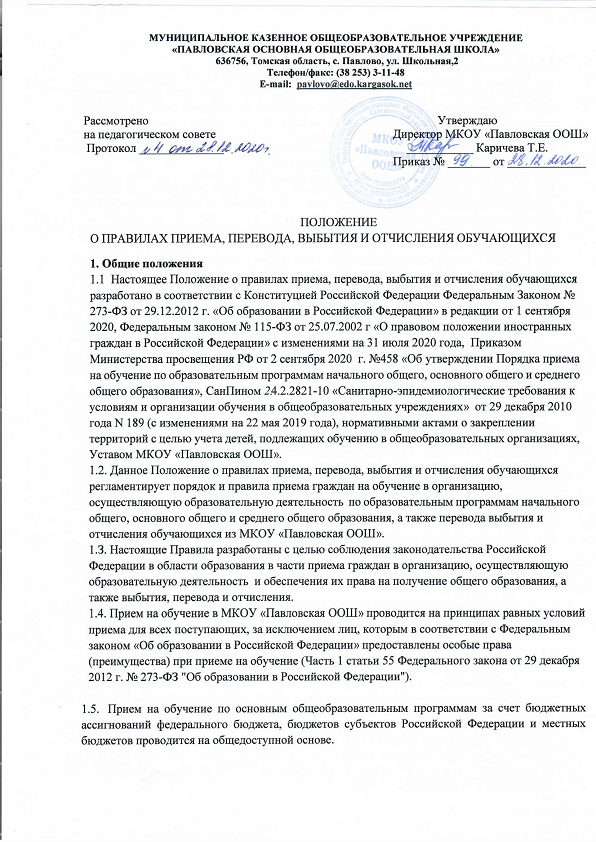 МУНИЦИПАЛЬНОЕ КАЗЕННОЕ ОБЩЕОБРАЗОВАТЕЛЬНОЕ УЧРЕЖДЕНИЕ
«ПАВЛОВСКАЯ ОСНОВНАЯ ОБЩЕОБРАЗОВАТЕЛЬНАЯ ШКОЛА»
636756, Томская область, с. Павлово, ул. Школьная,2
Телефон/факс: (38 253) 3-11-48
E-mail: pavlovo@edo.kargasok.net
Рассмотрено
на педагогическом совете
Протокол №4 от 28.12.2020г.
Утверждаю
Директор МКОУ «Павловская ООШ»
Каричева Т.Е.
Приказ № 99 от 28.12.2020
МКОУ
«Павловская
ООШ»
ПОЛОЖЕНИЕ
О ПРАВИЛАХ ПРИЕМА, ПЕРЕВОДА, ВЫБЫТИЯ И ОТЧИСЛЕНИЯ ОБУЧАЮЩИХСЯ
1. Общие положения
1.1 Настоящее Положение о правилах приема, перевода, выбытия и отчисления обучающихся
разработано в соответствии с Конституцией Российской Федерации Федеральным Законом №
273-ФЗ от 29.12.2012 г. «Об образовании в Российской Федерации» в редакции от 1 сентября
2020, Федеральным законом № 115-ФЗ от 25.07.2002 г «О правовом положении иностранных
граждан в Российской Федерации» с изменениями на 31 июля 2020 года, Приказом
Министерства просвещения РФ от 2 сентября 2020 г. №458 «Об утверждении Порядка приема
на обучение по образовательным программам начального общего, основного общего и среднего
общего образования», СанПином 2.4.2.2821-10 «Санитарно-эпидемиологические требования к
условиям и организации обучения в общеобразовательных учреждениях» от 29 декабря 2010
года N 189 (с изменениями на 22 мая 2019 года), нормативными актами о закреплении
территорий с целью учета детей, подлежащих обучению в общеобразовательных организациях,
Уставом МКОУ «Павловская ООШ».
1.2. Данное Положение о правилах приема, перевода, выбытия и отчисления обучающихся
регламентирует порядок и правила приема граждан на обучение в организацию,
осуществляющую образовательную деятельность по образовательным программам начального
общего, основного общего и среднего общего образования, а также перевода выбытия и
отчисления обучающихся из МКОУ «Павловская ООШ».
1.3. Настоящие Правила разработаны с целью соблюдения законодательства Российской
Федерации в области образования в части приема граждан в организацию, осуществляющую
образовательную деятельность и обеспечения их права на получение общего образования, а
также выбытия, перевода и отчисления.
1.4. Прием на обучение в МКОУ «Павловская ООШ» проводится на принципах равных условий
приема для всех поступающих, за исключением лиц, которым в соответствии с Федеральным
законом «Об образовании в Российской Федерации» предоставлены особые права
(преимущества) при приеме на обучение (Часть 1 статьи 55 Федерального закона от 29 декабря
2012 г. № 273-ФЗ "Об образовании в Российской Федерации").
1.5. Прием на обучение по основным общеобразовательным программам за счет бюджетных
ассигнований федерального бюджета, бюджетов субъектов Российской Федерации и местных
бюджетов проводится на общедоступной основе.